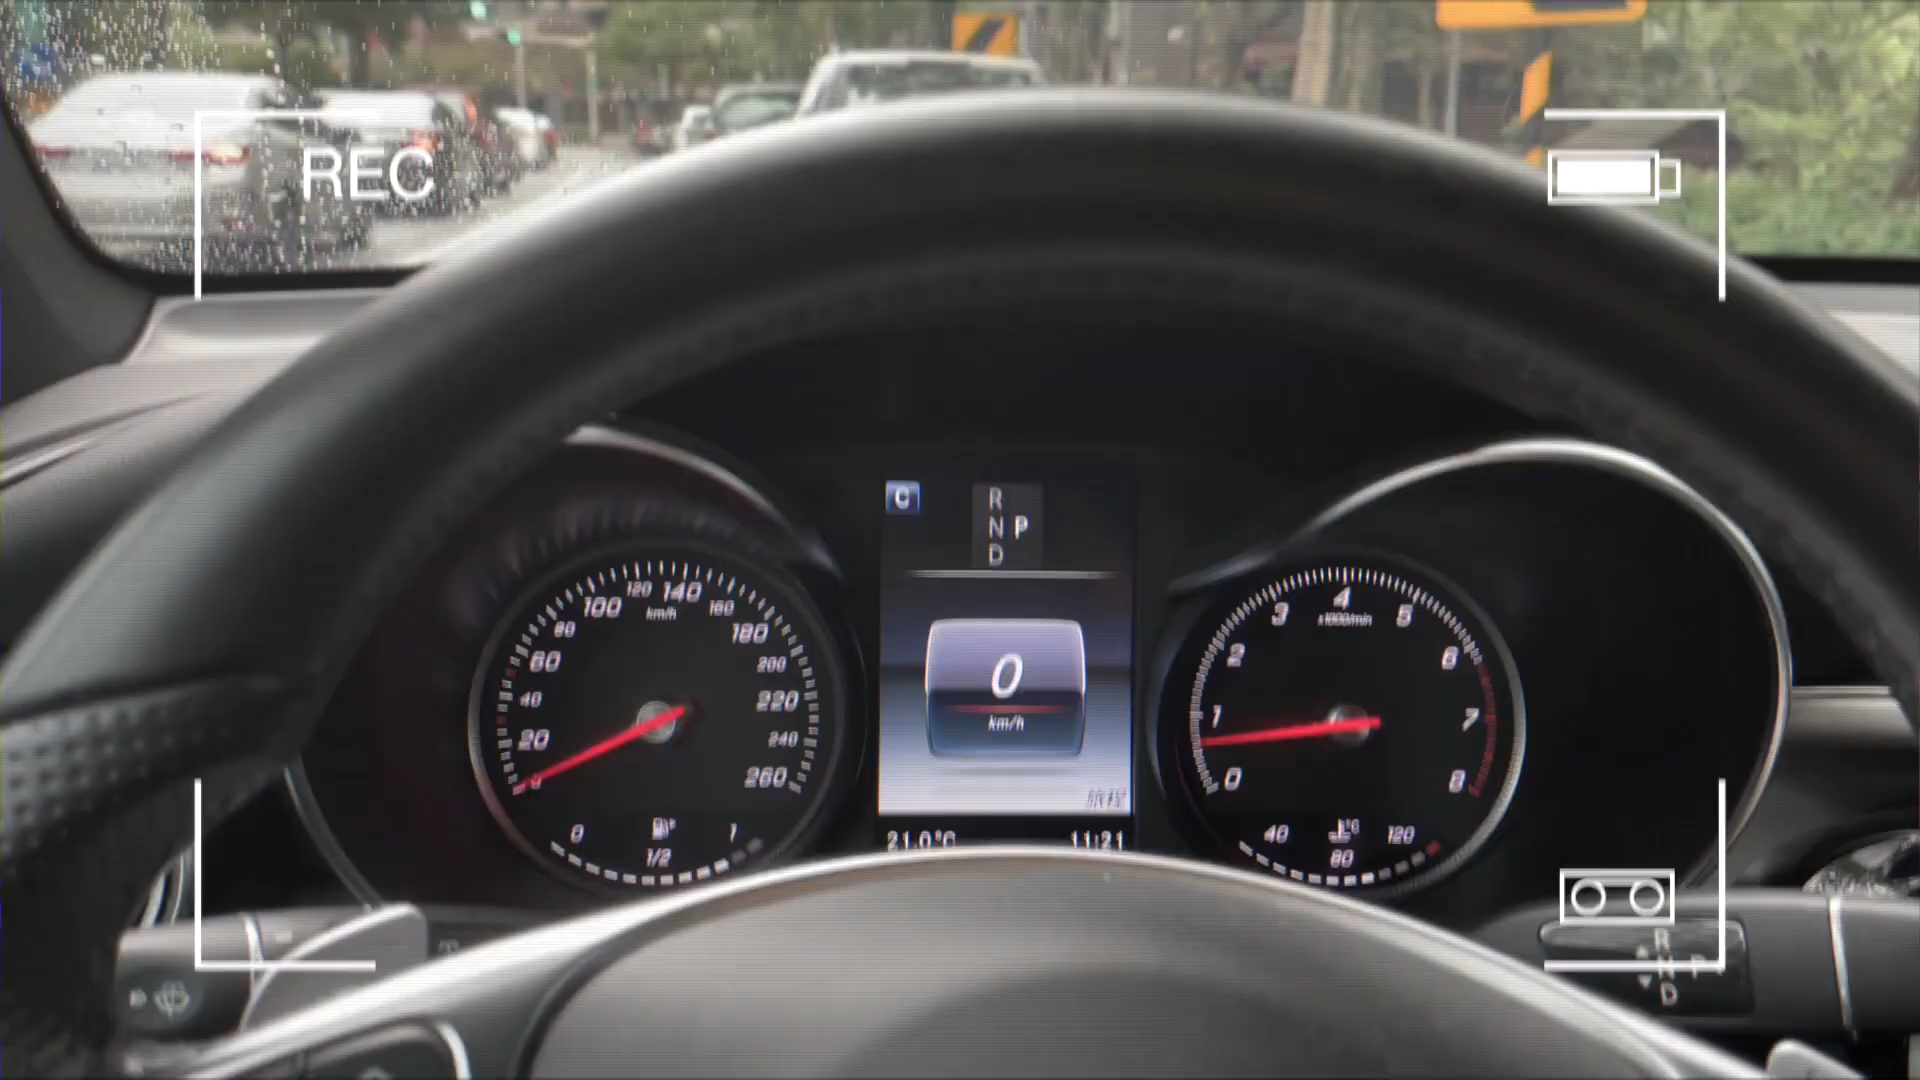 REC
C
R
N P
D
100 120 140 160
km/h
80 180
60 200
40 220
20 240
0 260
0 1/2 1
0
km/h
旅程
21.0°C 11:21
3 4 5
x1000/min
2 6
1 7
0 8
40 80 120
°C
R
N P
D